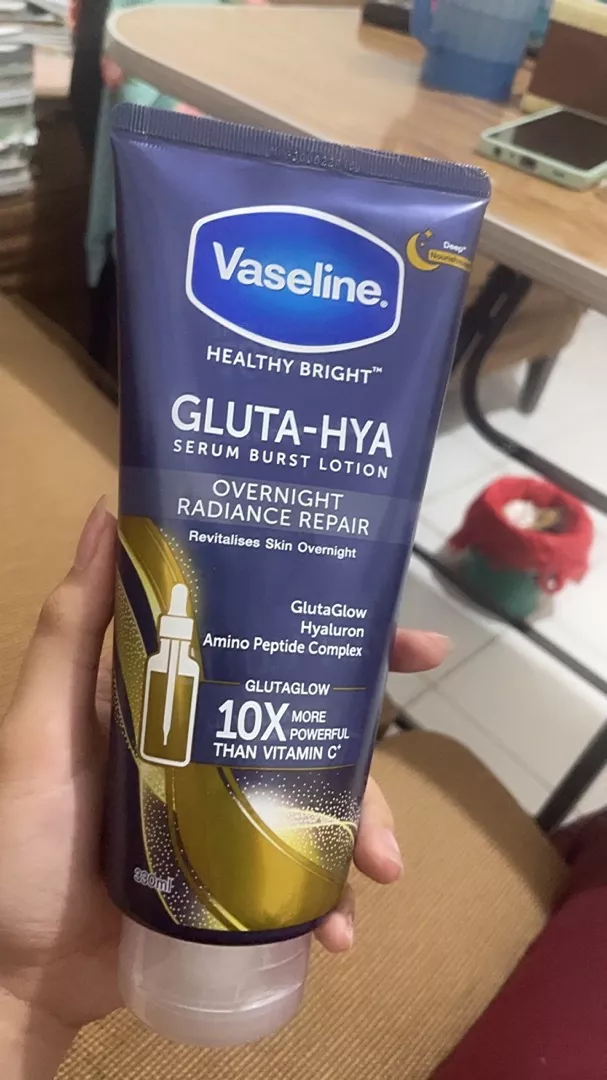 Vaseline®
HEALTHY BRIGHT™
Deep*
GLUTA-HYA
SERUM BURST LOTION
OVERNIGHT
RADIANCE REPAIR
Revitalises Skin Overnight
GlutaGlow
Hyaluron
Amino Peptide Complex
GLUTAGLOW
10X MORE
POWERFUL
THAN VITAMIN C*
330ml